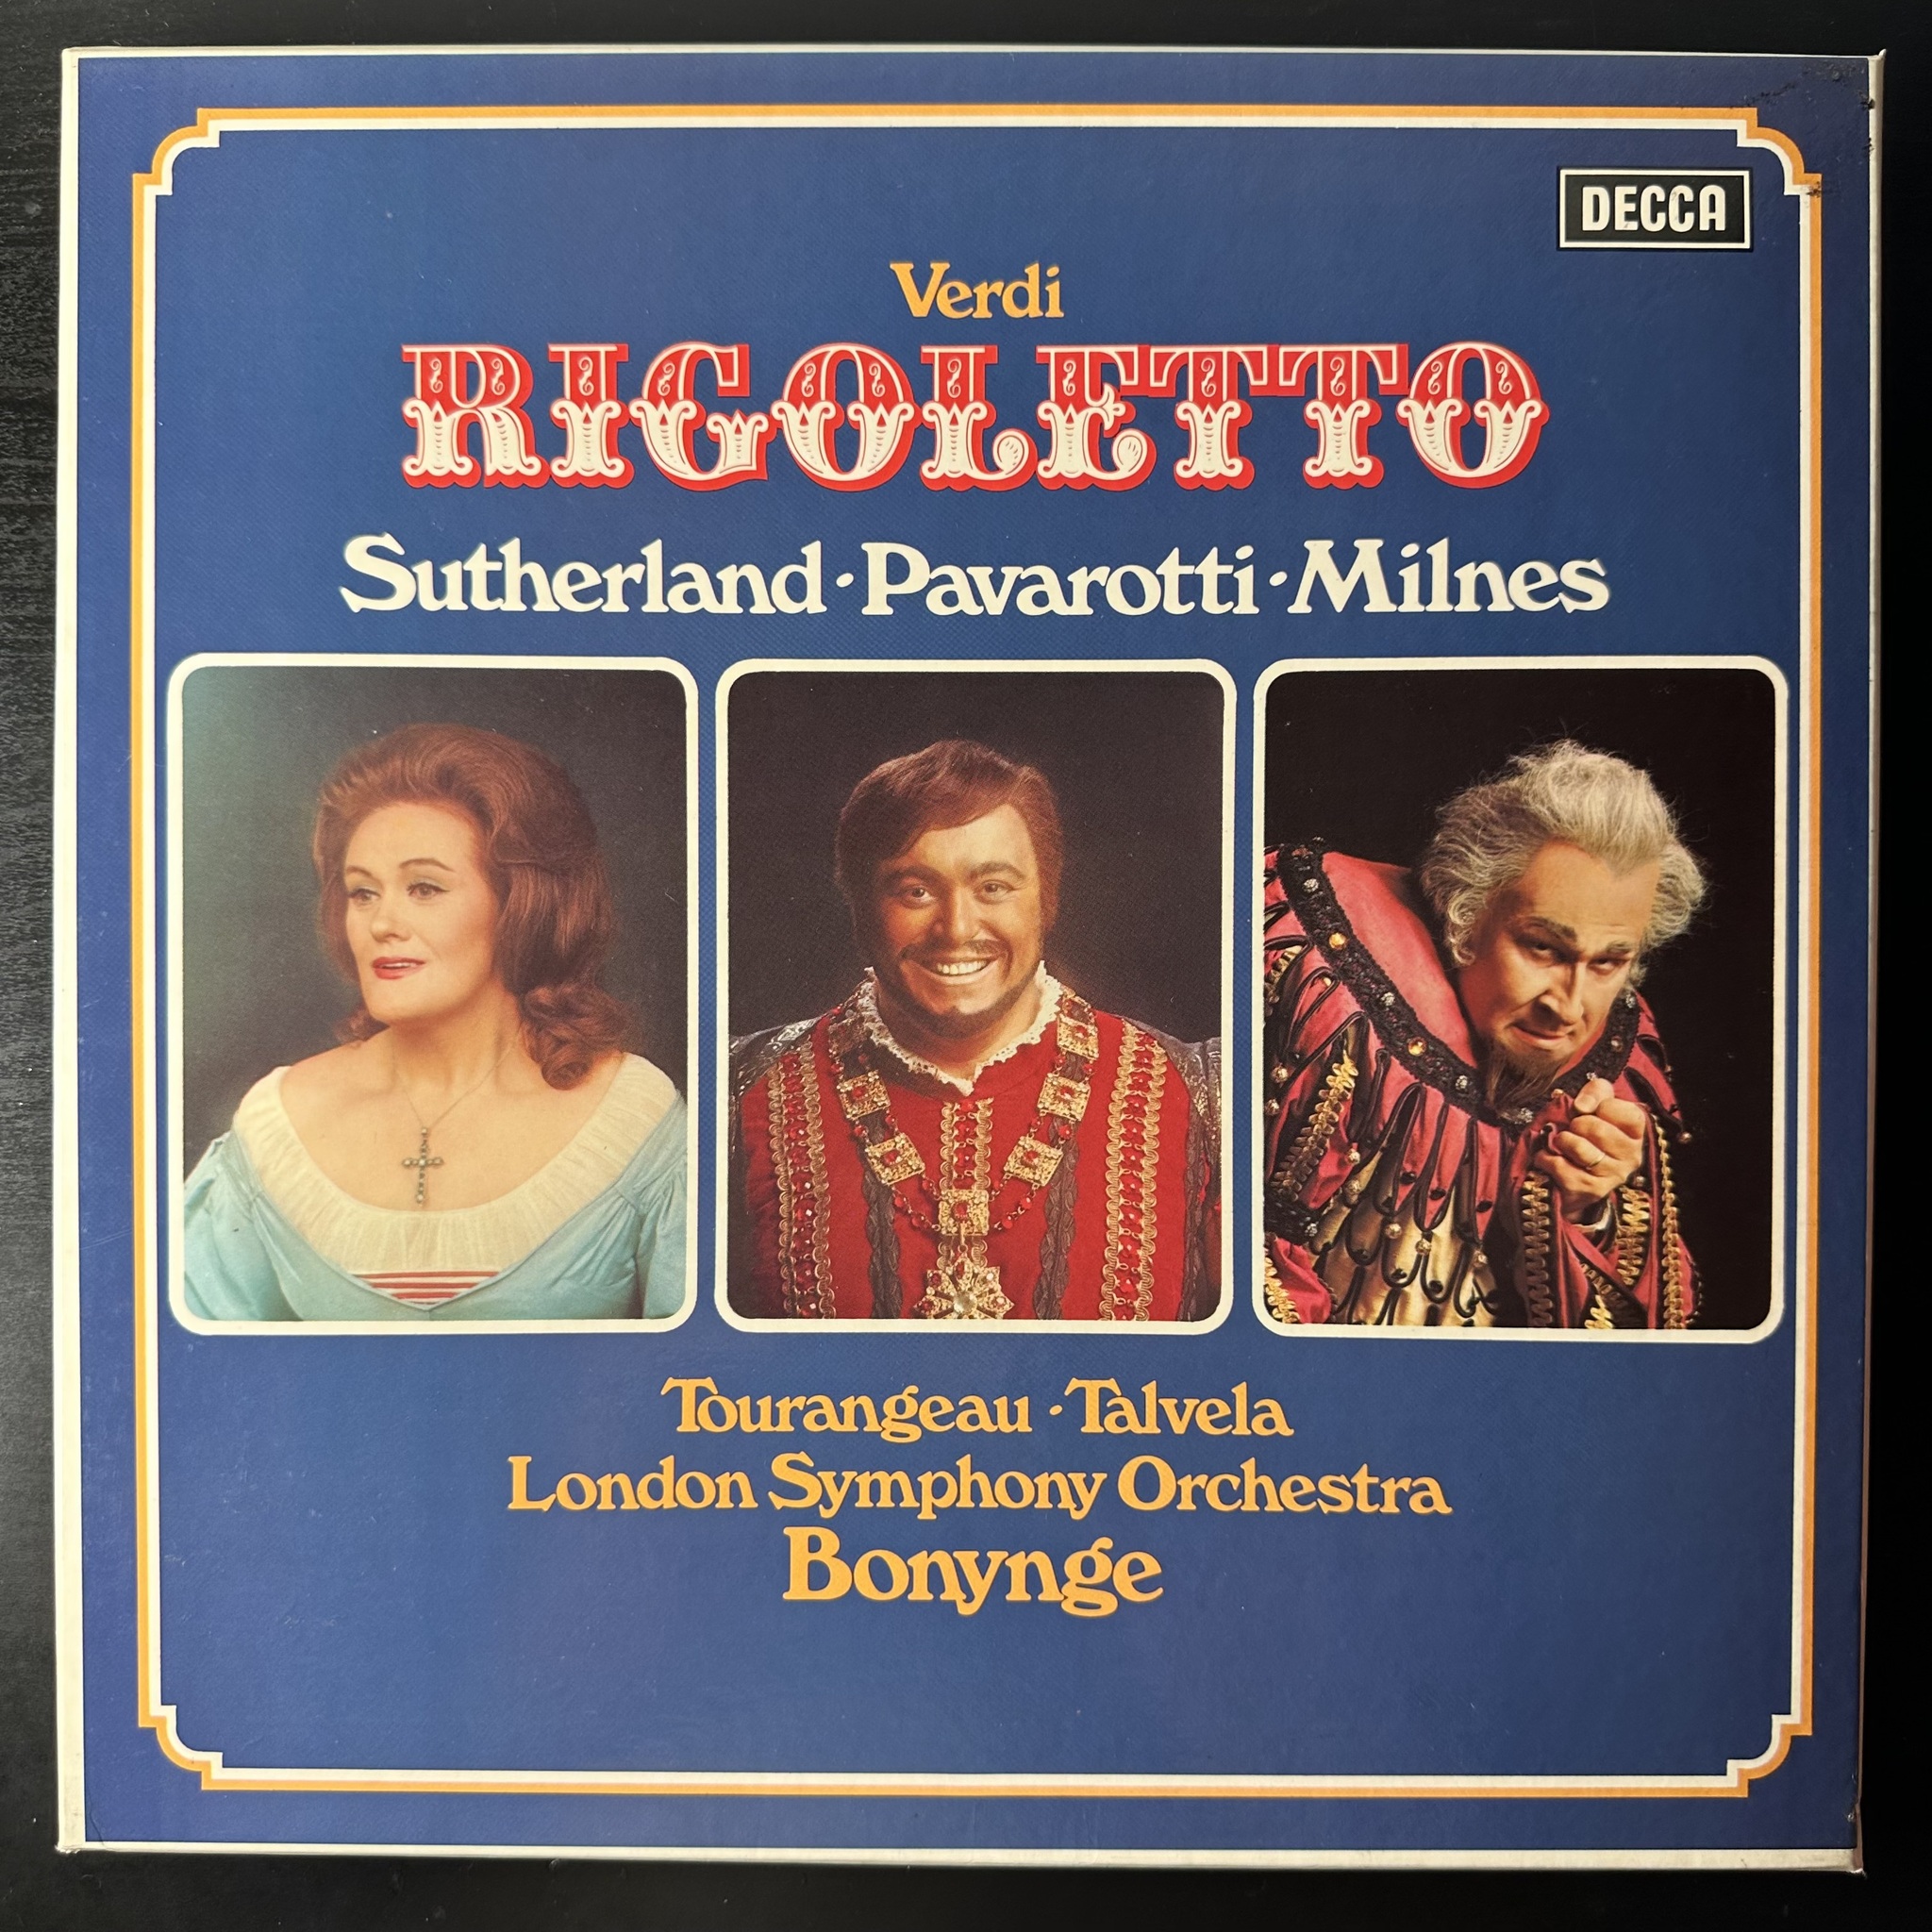 DECCA
Verdi
RIGOLETTO
Sutherland · Pavarotti · Milnes
Tourangeau · Talvela
London Symphony Orchestra
Bonynge